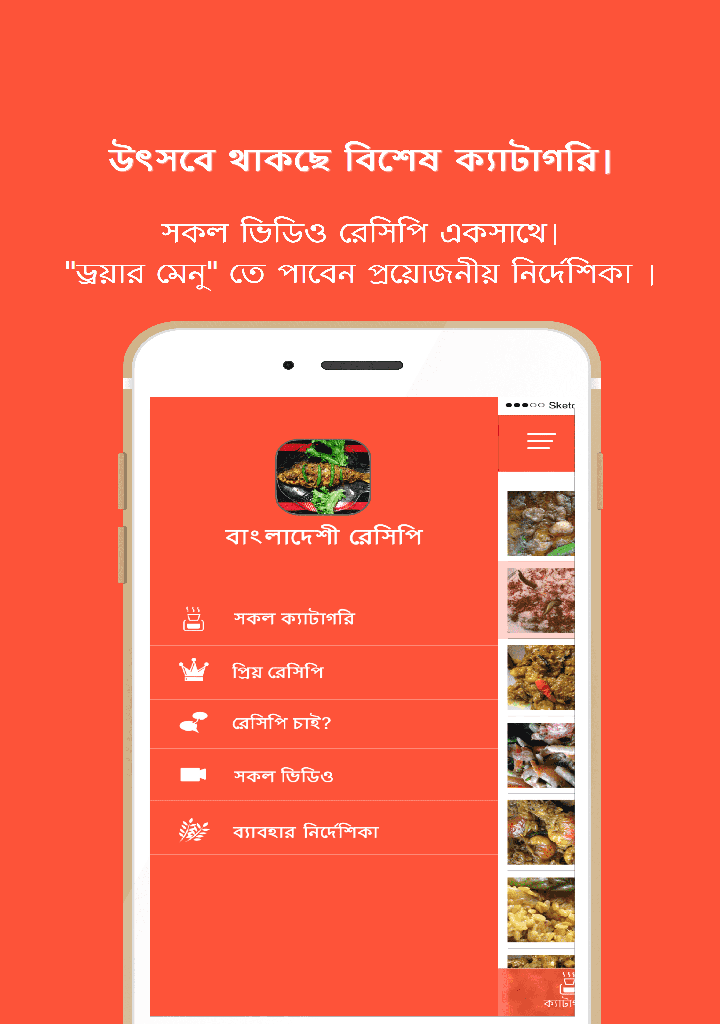 উৎসবে থাকছে বিশেষ ক্যাটাগরি।
সকল ভিডিও রেসিপি একসাথে।
"ড্রয়ার মেনু" তে পাবেন প্রয়োজনীয় নির্দেশিকা ।
বাংলাদেশী রেসিপি
সকল ক্যাটাগরি
প্রিয় রেসিপি
রেসিপি চাই?
সকল ভিডিও
ব্যাবহার নির্দেশিকা